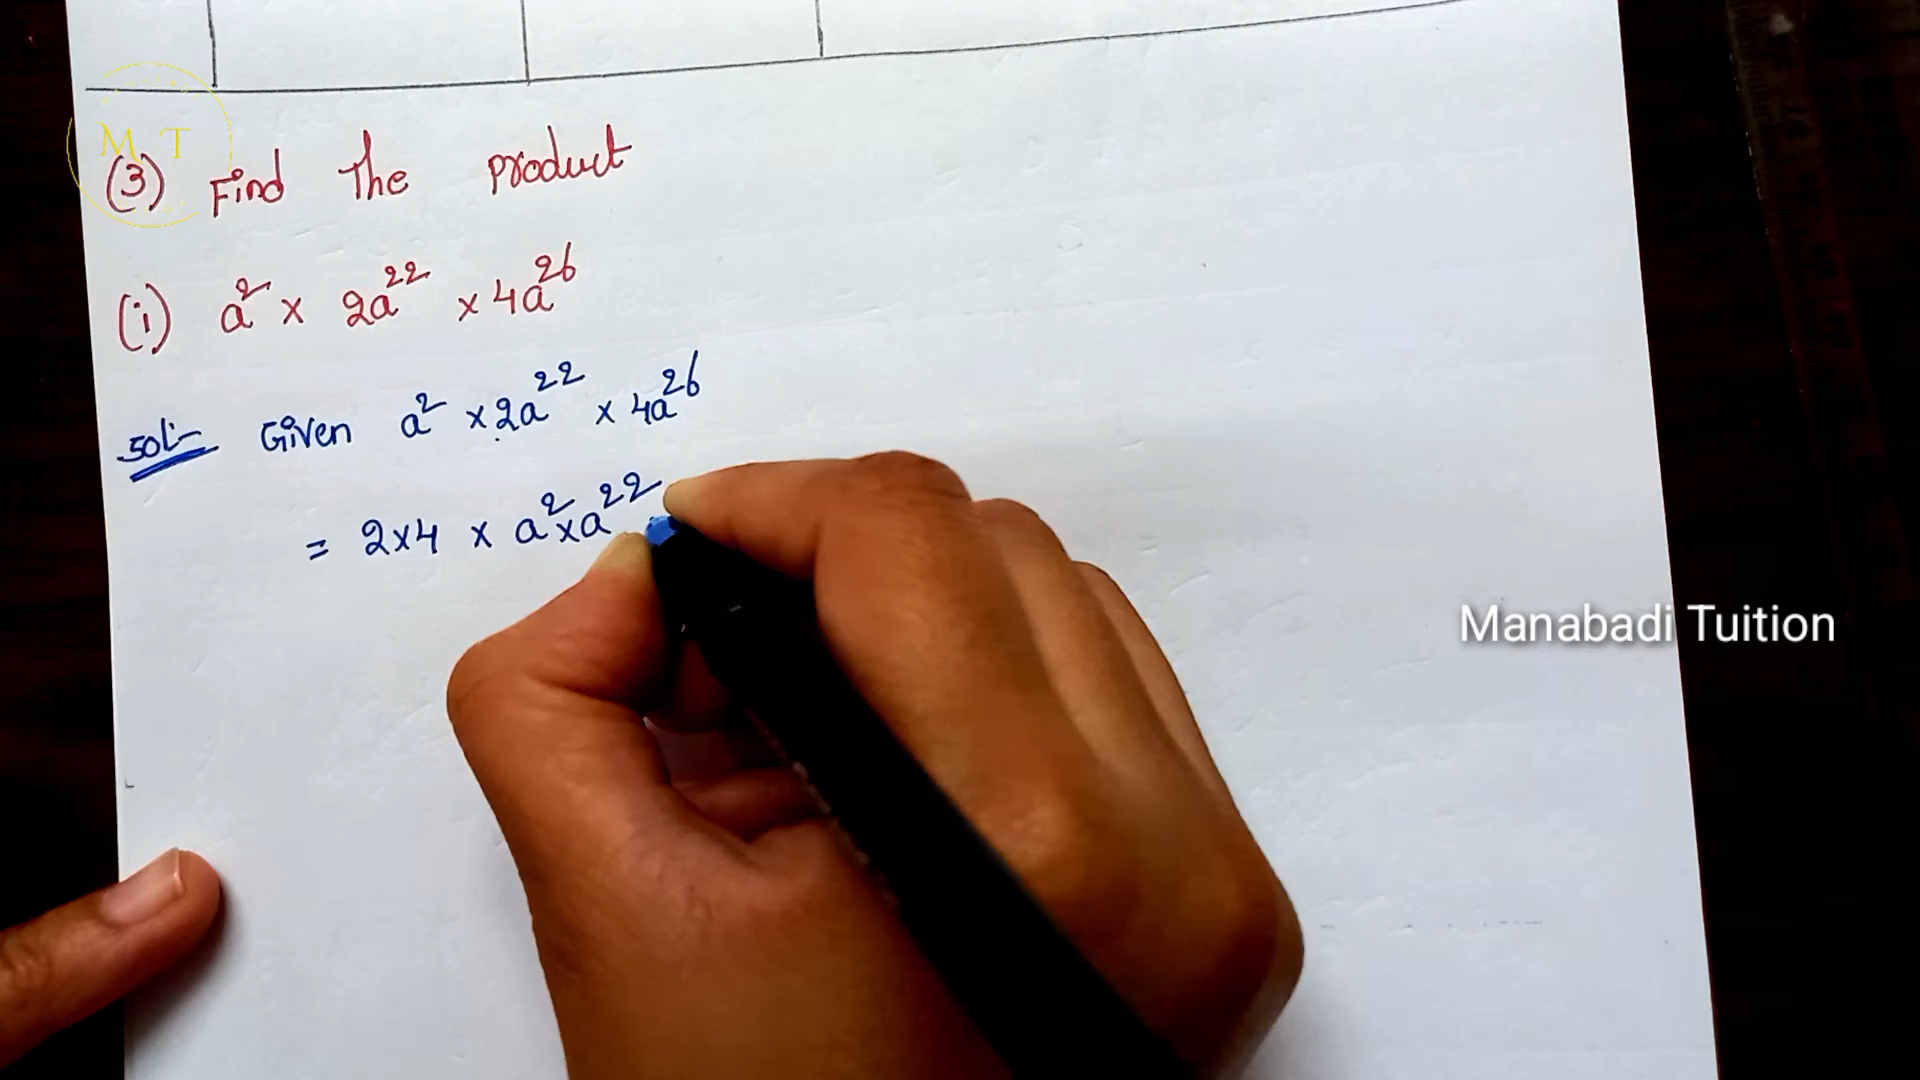 M T
(3) Find The product
(i) a² × 2a²² × 4a²⁶
Sol:- Given a² × 2a²² × 4a²⁶
= 2×4 × a² × a²²
Manabadi Tuition